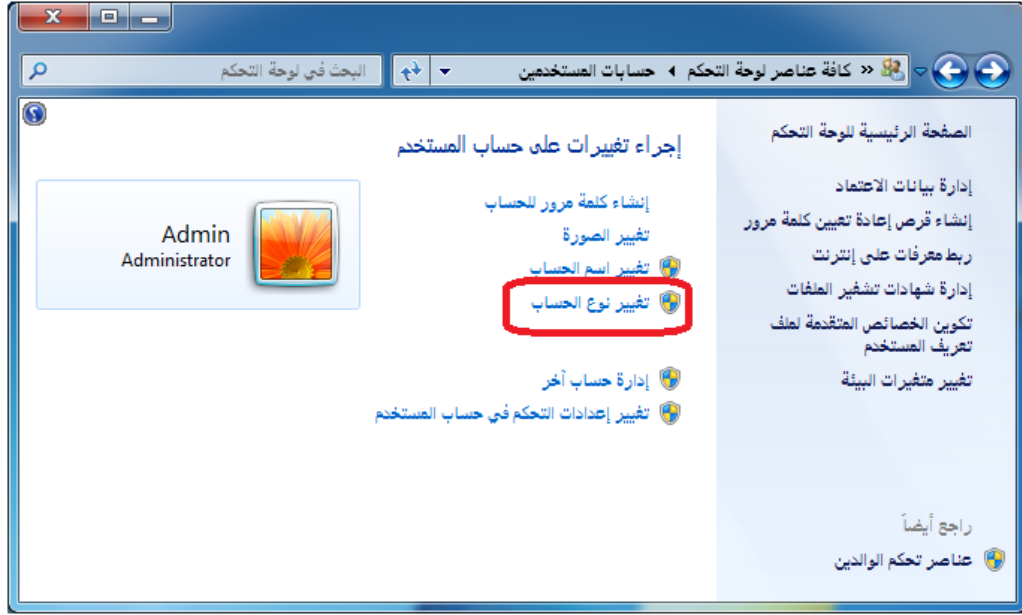 كافة عناصر لوحة التحكم
حسابات المستخدمين
البحث في لوحة التحكم
الصفحة الرئيسية للوحة التحكم
إدارة بيانات الاعتماد
إنشاء قرص إعادة تعيين كلمة مرور
ربط معرفات على إنترنت
إدارة شهادات تشفير الملفات
تكوين الخصائص المتقدمة لملف
تعريف المستخدم
تغيير متغيرات البيئة
راجع أيضاً
عناصر تحكم الوالدين
إجراء تغييرات على حساب المستخدم
إنشاء كلمة مرور للحساب
تغيير الصورة
تغيير اسم الحساب
تغيير نوع الحساب
إدارة حساب آخر
تغيير إعدادات التحكم في حساب المستخدم
Admin
Administrator